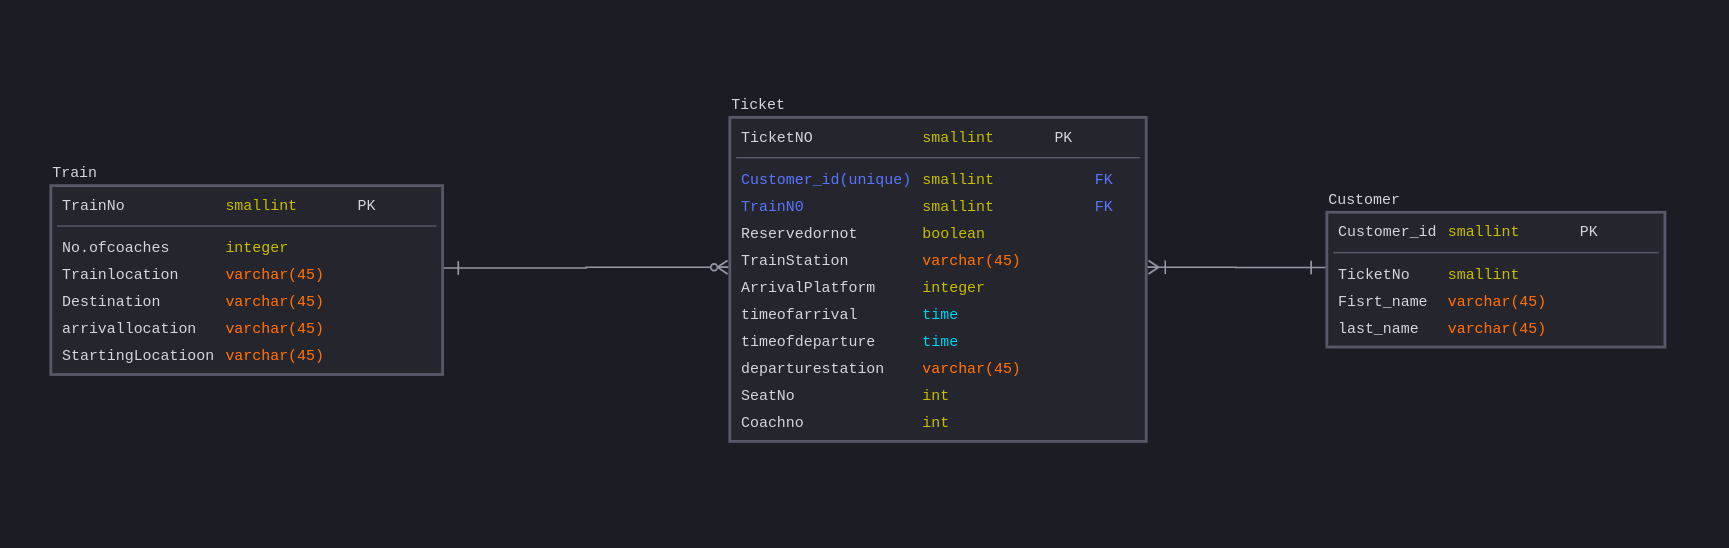 Train
TrainNo smallint PK
No.ofcoaches integer
Trainlocation varchar(45)
Destination varchar(45)
arrivallocation varchar(45)
StartingLocatioon varchar(45)
Ticket
TicketNO smallint PK
Customer_id(unique) smallint FK
TrainN0 smallint FK
Reservedornot boolean
TrainStation varchar(45)
ArrivalPlatform integer
timeofarrival time
timeofdeparture time
departurestation varchar(45)
SeatNo int
Coachno int
Customer
Customer_id smallint PK
TicketNo smallint
Fisrt_name varchar(45)
last_name varchar(45)